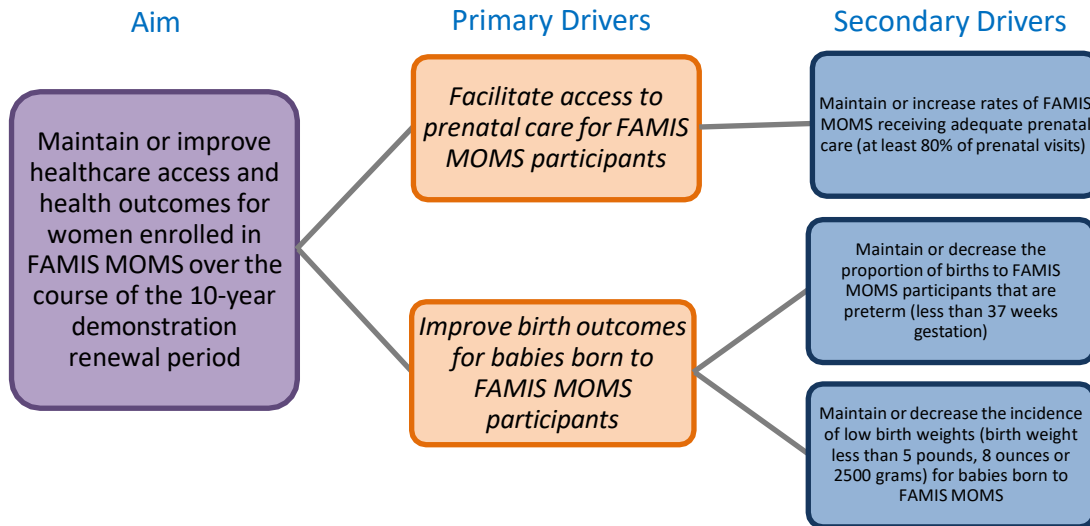 Aim
Primary Drivers
Secondary Drivers
Maintain or improve
healthcare access and
health outcomes for
women enrolled in
FAMIS MOMS over the
course of the 10-year
demonstration
renewal period
Facilitate access to
prenatal care for FAMIS
MOMS participants
Improve birth outcomes
for babies born to
FAMIS MOMS
participants
Maintain or increase rates of FAMIS
MOMS receiving adequate prenatal
care (at least 80% of prenatal visits)
Maintain or decrease the
proportion of births to FAMIS
MOMS participants that are
preterm (less than 37 weeks
gestation)
Maintain or decrease the incidence
of low birth weights (birth weight
less than 5 pounds, 8 ounces or
2500 grams) for babies born to
FAMIS MOMS